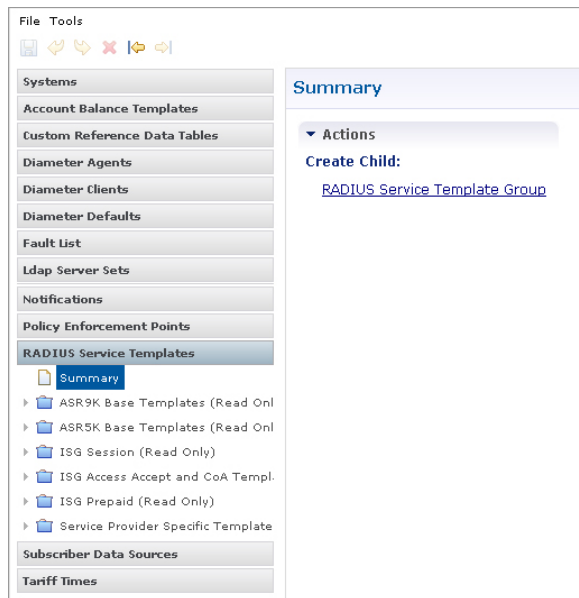 File Tools
Systems
Account Balance Templates
Custom Reference Data Tables
Diameter Agents
Diameter Clients
Diameter Defaults
Fault List
Ldap Server Sets
Notifications
Policy Enforcement Points
RADIUS Service Templates
Summary
ASR9K Base Templates (Read Onl
ASR5K Base Templates (Read Onl
ISG Session (Read Only)
ISG Access Accept and CoA Templ.
ISG Prepaid (Read Only)
Service Provider Specific Template
Subscriber Data Sources
Tariff Times
Summary
Actions
Create Child:
RADIUS Service Template Group